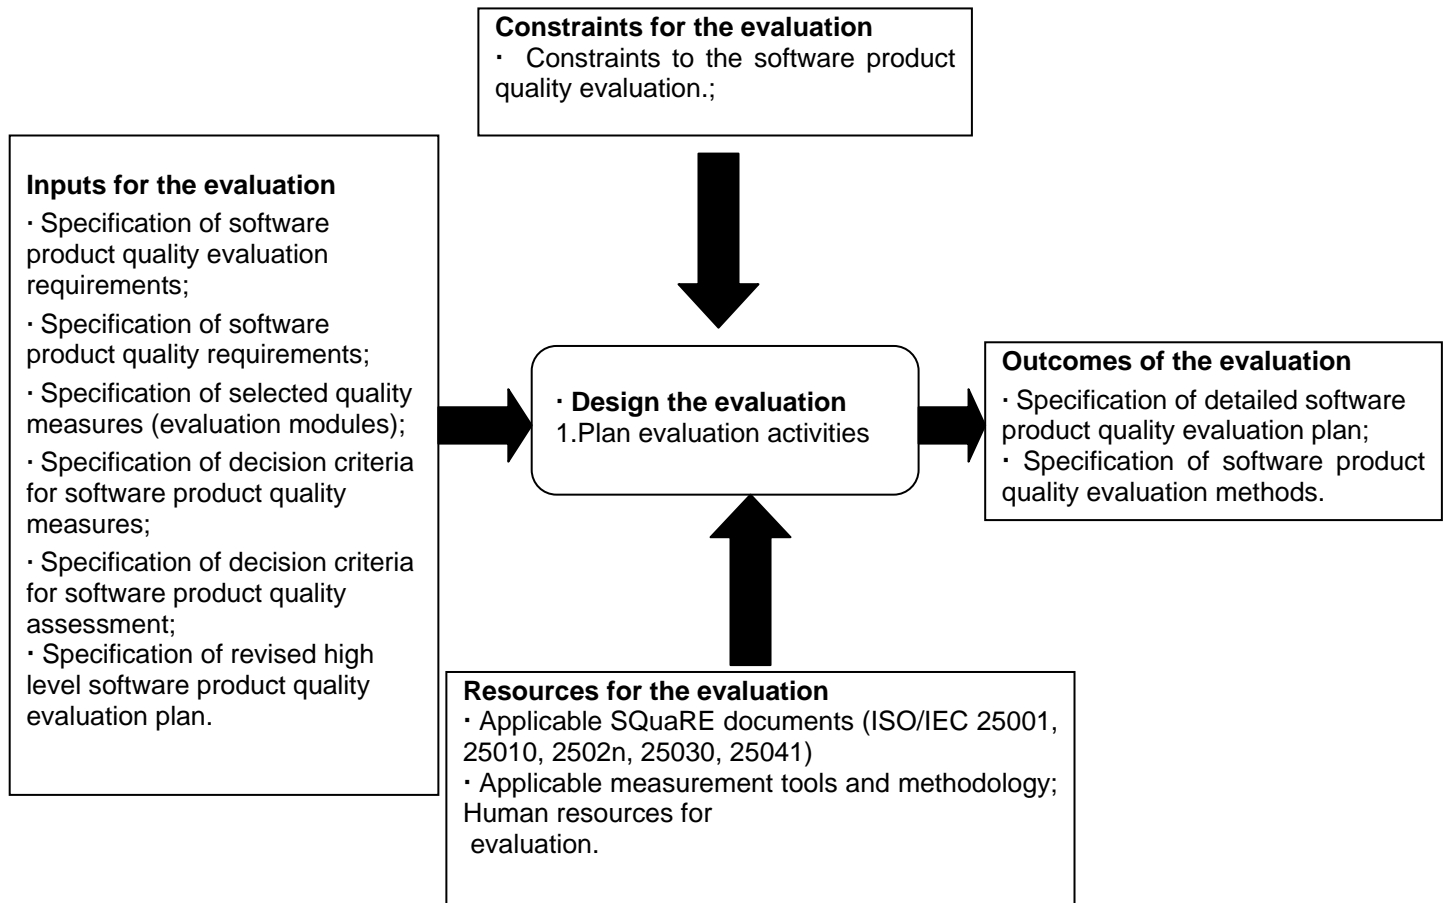 Constraints for the evaluation
· Constraints to the software product
quality evaluation.;
Inputs for the evaluation
· Specification of software
product quality evaluation
requirements;
· Specification of software
product quality requirements;
· Specification of selected quality
measures (evaluation modules);
· Specification of decision criteria
for software product quality
measures;
· Specification of decision criteria
for software product quality
assessment;
· Specification of revised high
level software product quality
evaluation plan.
· Design the evaluation
1.Plan evaluation activities
Outcomes of the evaluation
· Specification of detailed software
product quality evaluation plan;
· Specification of software product
quality evaluation methods.
Resources for the evaluation
· Applicable SQuaRE documents (ISO/IEC 25001,
25010, 2502n, 25030, 25041)
· Applicable measurement tools and methodology;
Human resources for
evaluation.